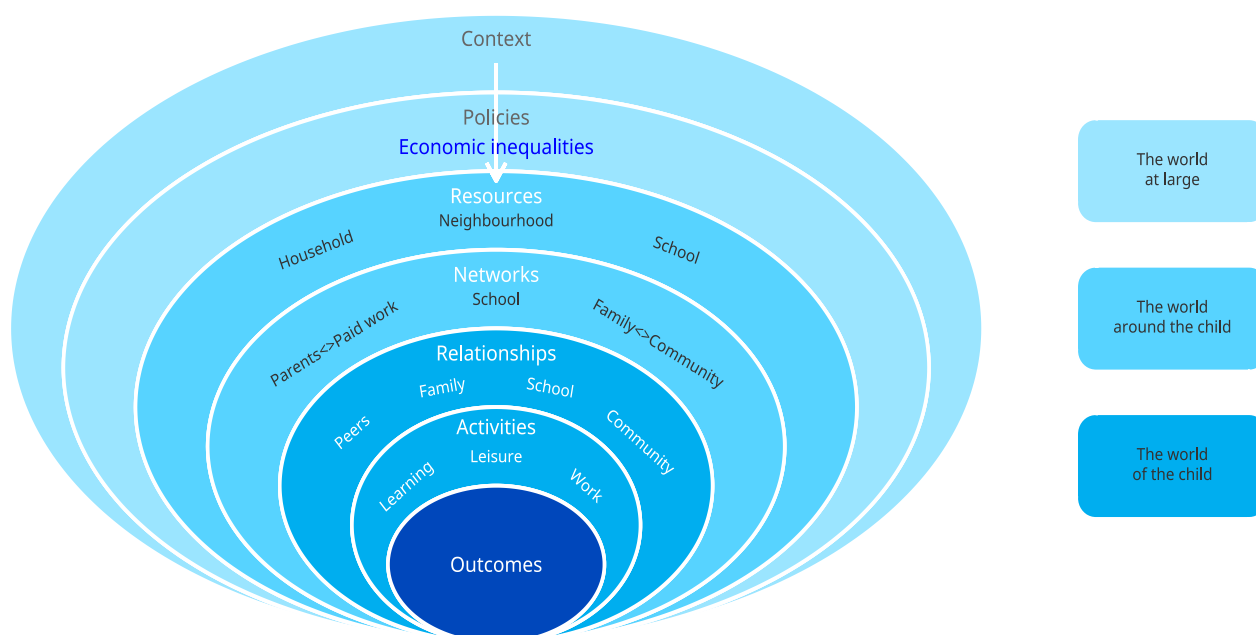 Context
Policies
Economic inequalities
Resources
Neighbourhood
Household
School
Networks
School
Parents<>Paid work
Family<>Community
Relationships
Family
School
Peers
Community
Activities
Leisure
Learning
Work
Outcomes
The world
at large
The world
around the child
The world
of the child